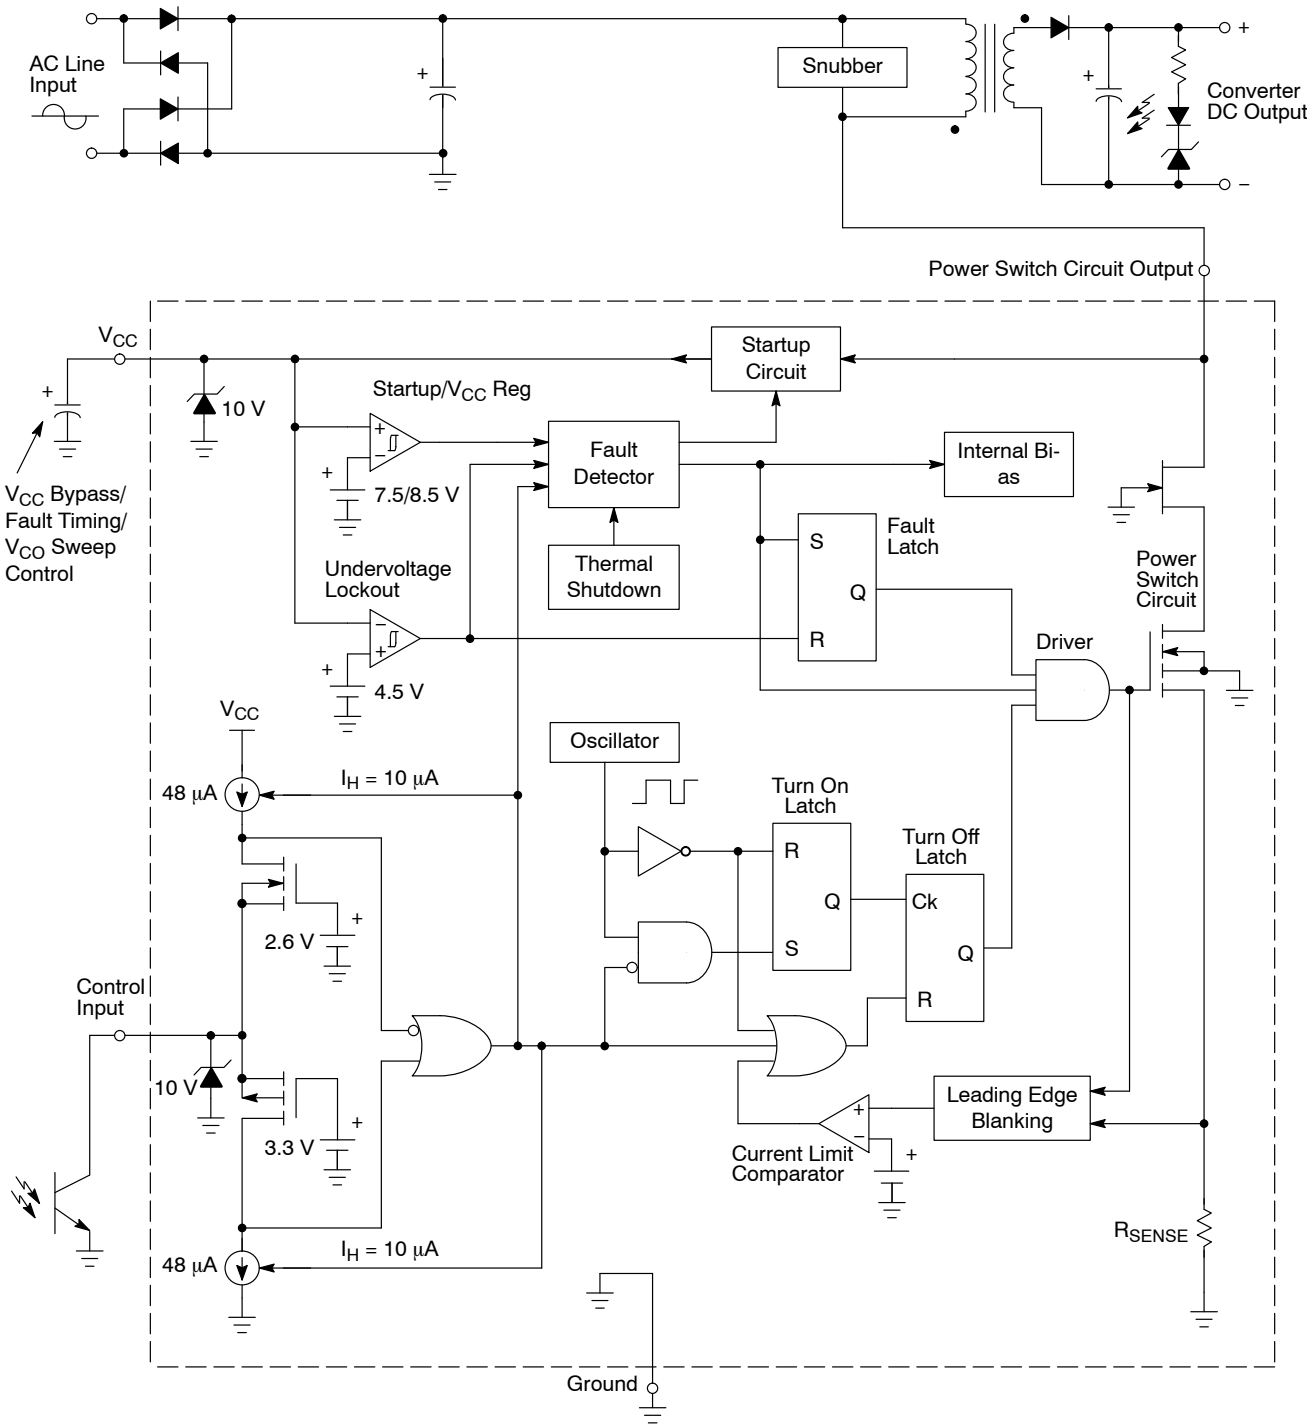 AC Line
Input
+
Snubber
+
+
Converter
DC Output
−
Power Switch Circuit Output
VCC
Startup
Circuit
+
10 V
Startup/VCC Reg
+
−
+
7.5/8.5 V
Fault
Detector
Internal Bi-
as
VCC Bypass/
Fault Timing/
VCO Sweep
Control
Fault
Latch
S
Q
R
Thermal
Shutdown
Undervoltage
Lockout
−
+
+
4.5 V
Power
Switch
Circuit
Driver
VCC
48 μA
IH = 10 μA
Oscillator
Turn On
Latch
R
Q
S
Turn Off
Latch
Ck
Q
R
+
2.6 V
Control
Input
10 V
+
3.3 V
Leading Edge
Blanking
+
−
+
Current Limit
Comparator
RSENSE
48 μA
IH = 10 μA
Ground